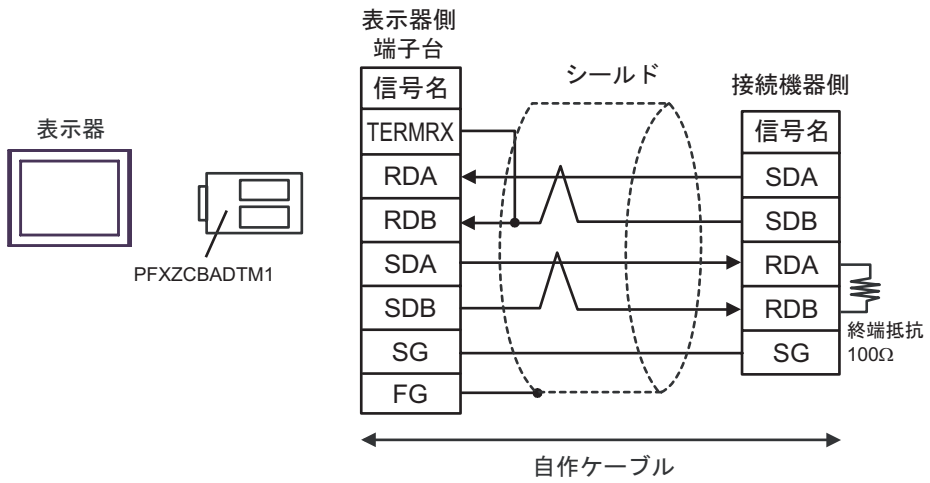 表示器
PFXZCBADTM1
表示器側
端子台
信号名
TERMRX
RDA
RDB
SDA
SDB
SG
FG
シールド
接続機器側
信号名
SDA
SDB
RDA
RDB
SG
終端抵抗
100Ω
自作ケーブル